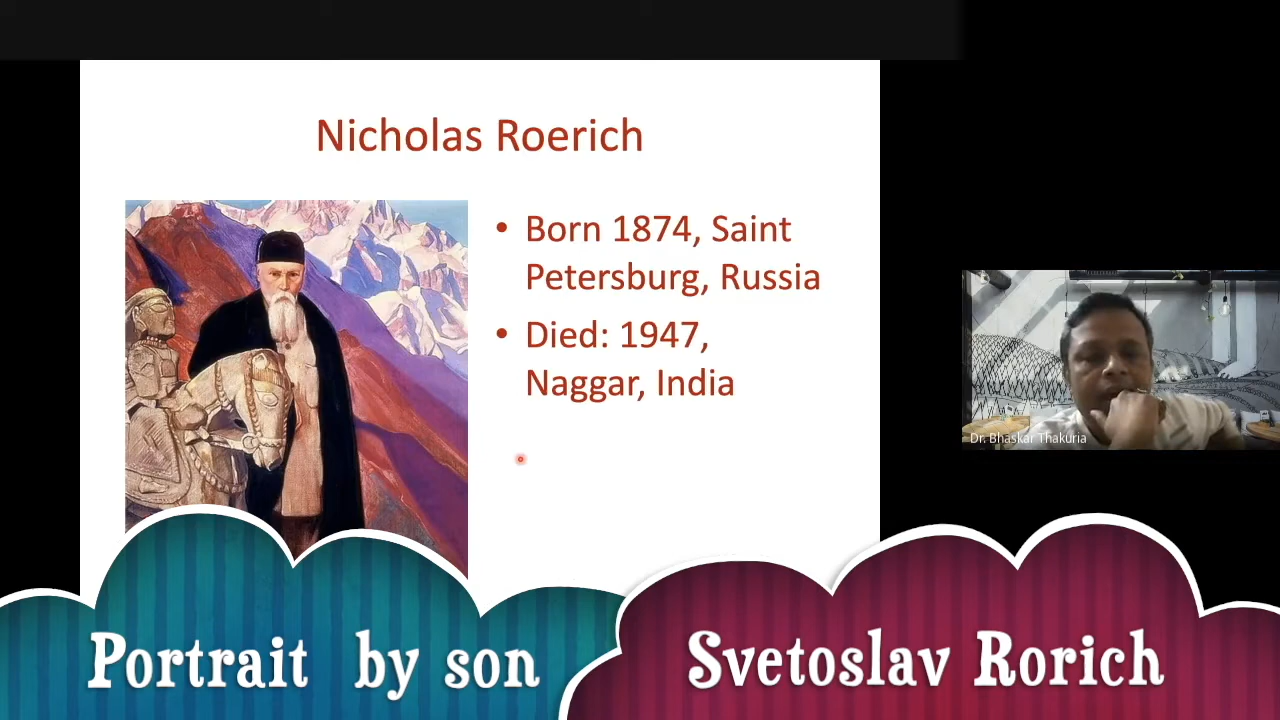 Nicholas Roerich
• Born 1874, Saint
Petersburg, Russia
• Died: 1947,
Naggar, India
Dr. Bhaskar Thakuria
Portrait by son
Svetoslav Rorich